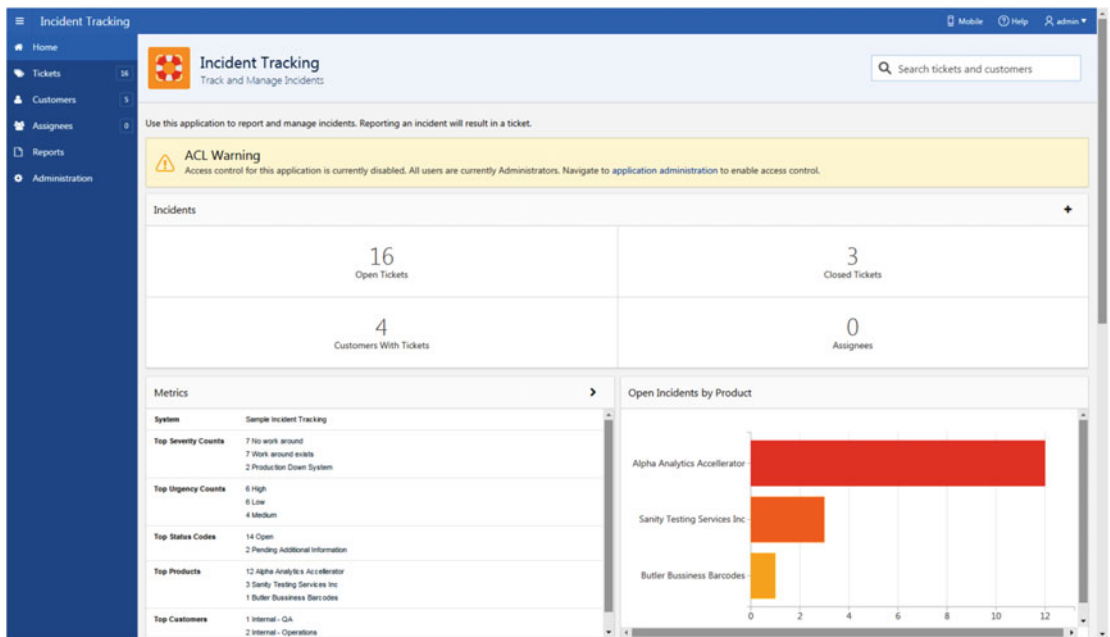 Incident Tracking
Mobile
Help
admin
Home
Tickets 16
Customers 5
Assignees 0
Reports
Administration
Incident Tracking
Track and Manage Incidents
Search tickets and customers
Use this application to report and manage incidents. Reporting an incident will result in a ticket.
ACL Warning
Access control for this application is currently disabled. All users are currently Administrators. Navigate to application administration to enable access control.
Incidents
16
Open Tickets
3
Closed Tickets
4
Customers With Tickets
0
Assignees
Metrics
System Sample Incident Tracking
Top Severity Counts 7 No work around
7 Work around exists
2 Production Down System
Top Urgency Counts 6 High
6 Low
4 Medium
Top Status Codes 14 Open
2 Pending Additional Information
Top Products 12 Alpha Analytics Accellerator
3 Sanity Testing Services Inc
1 Butler Bussiness Barcodes
Top Customers 1 Internal - QA
2 Internal - Operations
Open Incidents by Product
Alpha Analytics Accellerator
Sanity Testing Services Inc
Butler Bussiness Barcodes
0 2 4 6 8 10 12